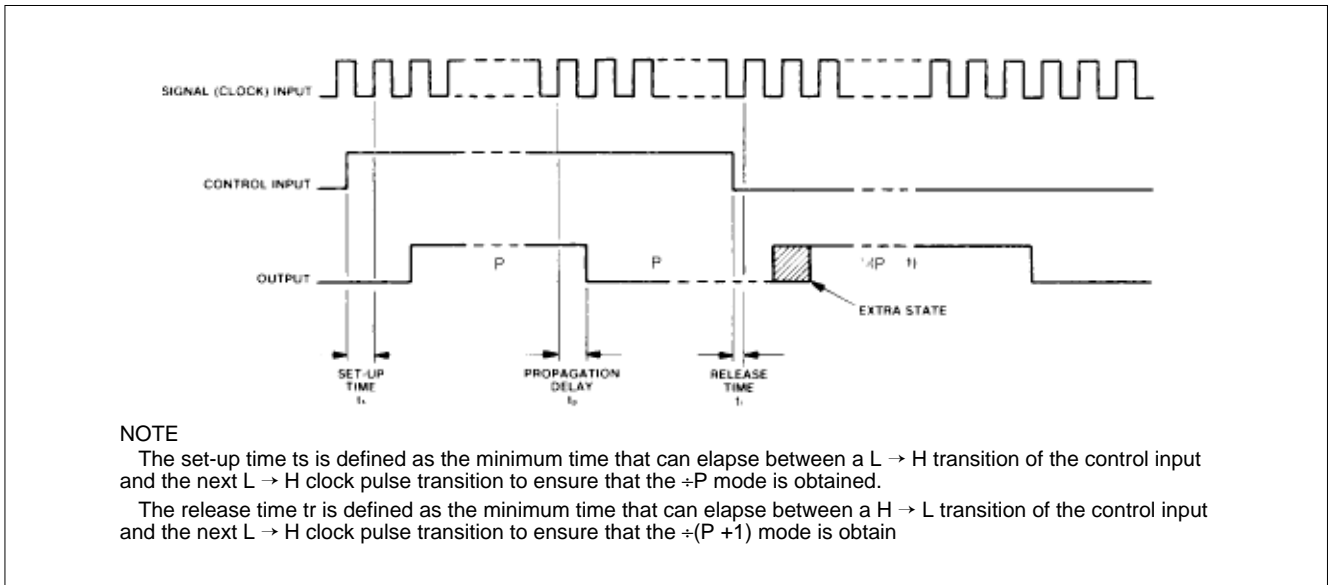 SIGNAL (CLOCK) INPUT
CONTROL INPUT
OUTPUT
P
P
EXTRA STATE
SET-UP
TIME
PROPAGATION
DELAY
RELEASE
TIME
NOTE
The set-up time ts is defined as the minimum time that can elapse between a L → H transition of the control input
and the next L → H clock pulse transition to ensure that the ÷P mode is obtained.
The release time tr is defined as the minimum time that can elapse between a H → L transition of the control input
and the next L → H clock pulse transition to ensure that the ÷(P +1) mode is obtain